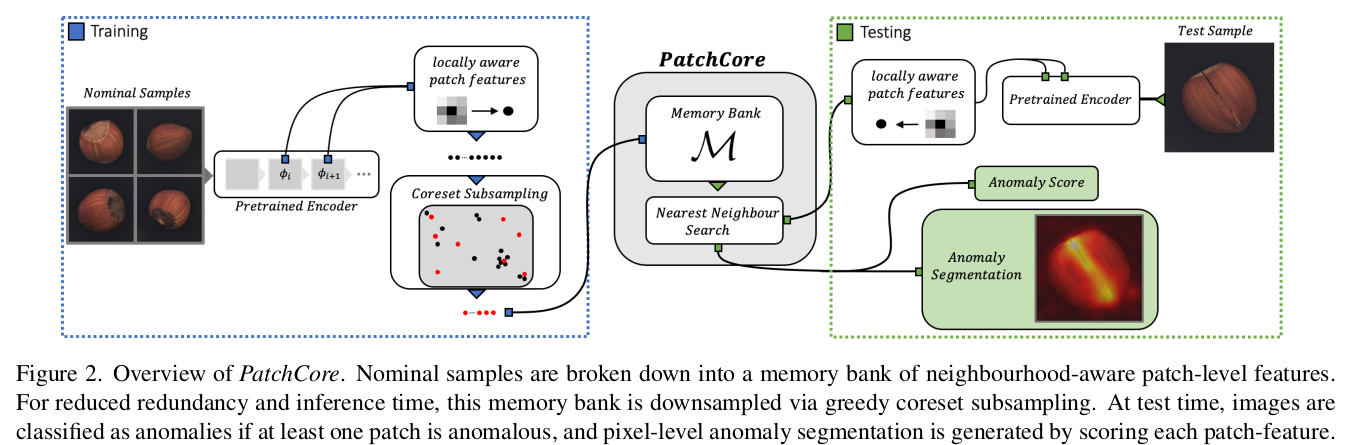 Training
Nominal Samples
ϕi
ϕi+1
Pretrained Encoder
locally aware
patch features
Coreset Subsampling
PatchCore
Memory Bank
ℳ
Nearest Neighbour
Search
Testing
Test Sample
locally aware
patch features
Pretrained Encoder
Anomaly Score
Anomaly
Segmentation
Figure 2. Overview of PatchCore. Nominal samples are broken down into a memory bank of neighbourhood-aware patch-level features.
For reduced redundancy and inference time, this memory bank is downsampled via greedy coreset subsampling. At test time, images are
classified as anomalies if at least one patch is anomalous, and pixel-level anomaly segmentation is generated by scoring each patch-feature.